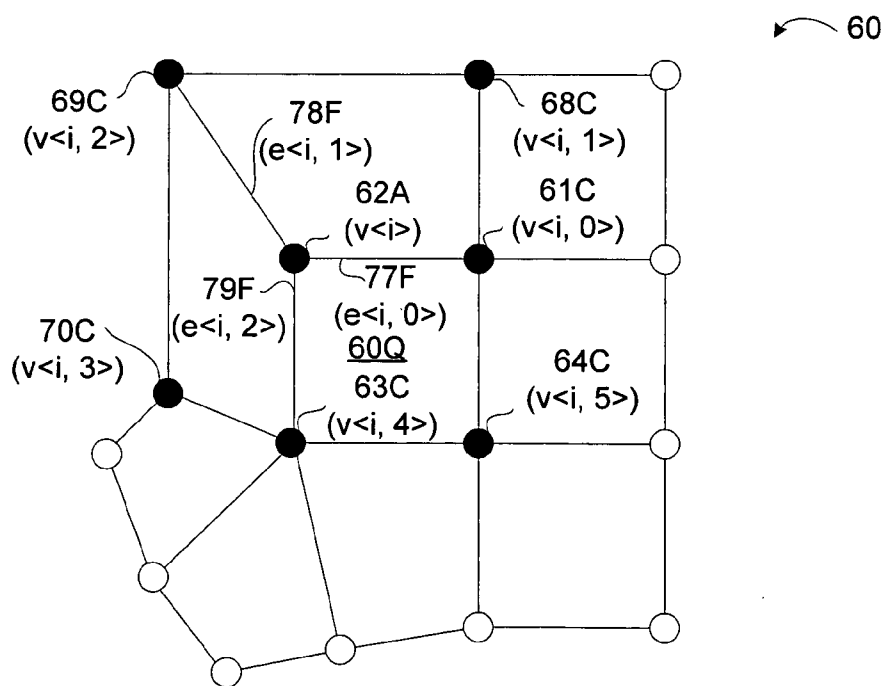 60
69C
(v<i, 2>)
78F
(e<i, 1>)
68C
(v<i, 1>)
62A
(v<i>)
61C
(v<i, 0>)
77F
(e<i, 0>)
79F
(e<i, 2>)
60Q
70C
(v<i, 3>)
63C
(v<i, 4>)
64C
(v<i, 5>)